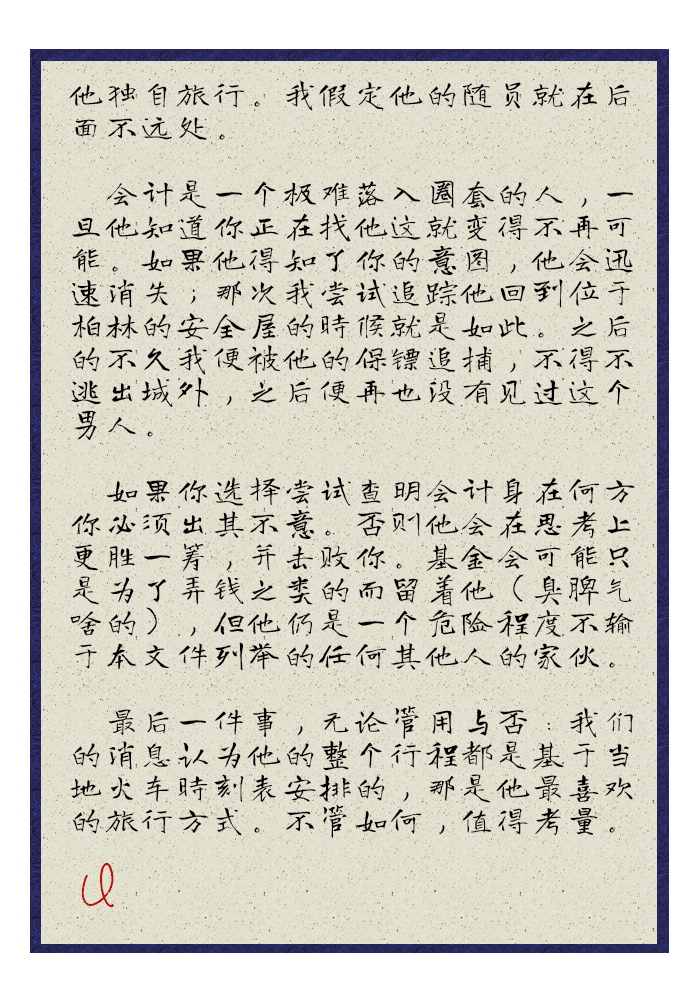 他独自旅行。我假定他的随员就在后
面不远处。
会计是一个极难落入圈套的人，一
旦他知道你正在找他这就变得不再可
能。如果他得知了你的意图，他会迅
速消失；那次我尝试追踪他回到位于
柏林的安全屋的時候就是如此。之后
的不久我便被他的保镖追捕，不得不
逃出城外，之后便再也没有见过这个
男人。
如果你选择尝试查明会计身在何方
你必须出其不意。否则他会在思考上
更胜一筹，并击败你。基金会可能只
是为了弄钱之类的而留着他（臭脾气
啥的），但他仍是一个危险程度不输
于本文件列举的任何其他人的家伙。
最后一件事，无论管用与否：我们
的消息认为他的整个行程都是基于当
地火车時刻表安排的，那是他最喜欢
的旅行方式。不管如何，值得考量。